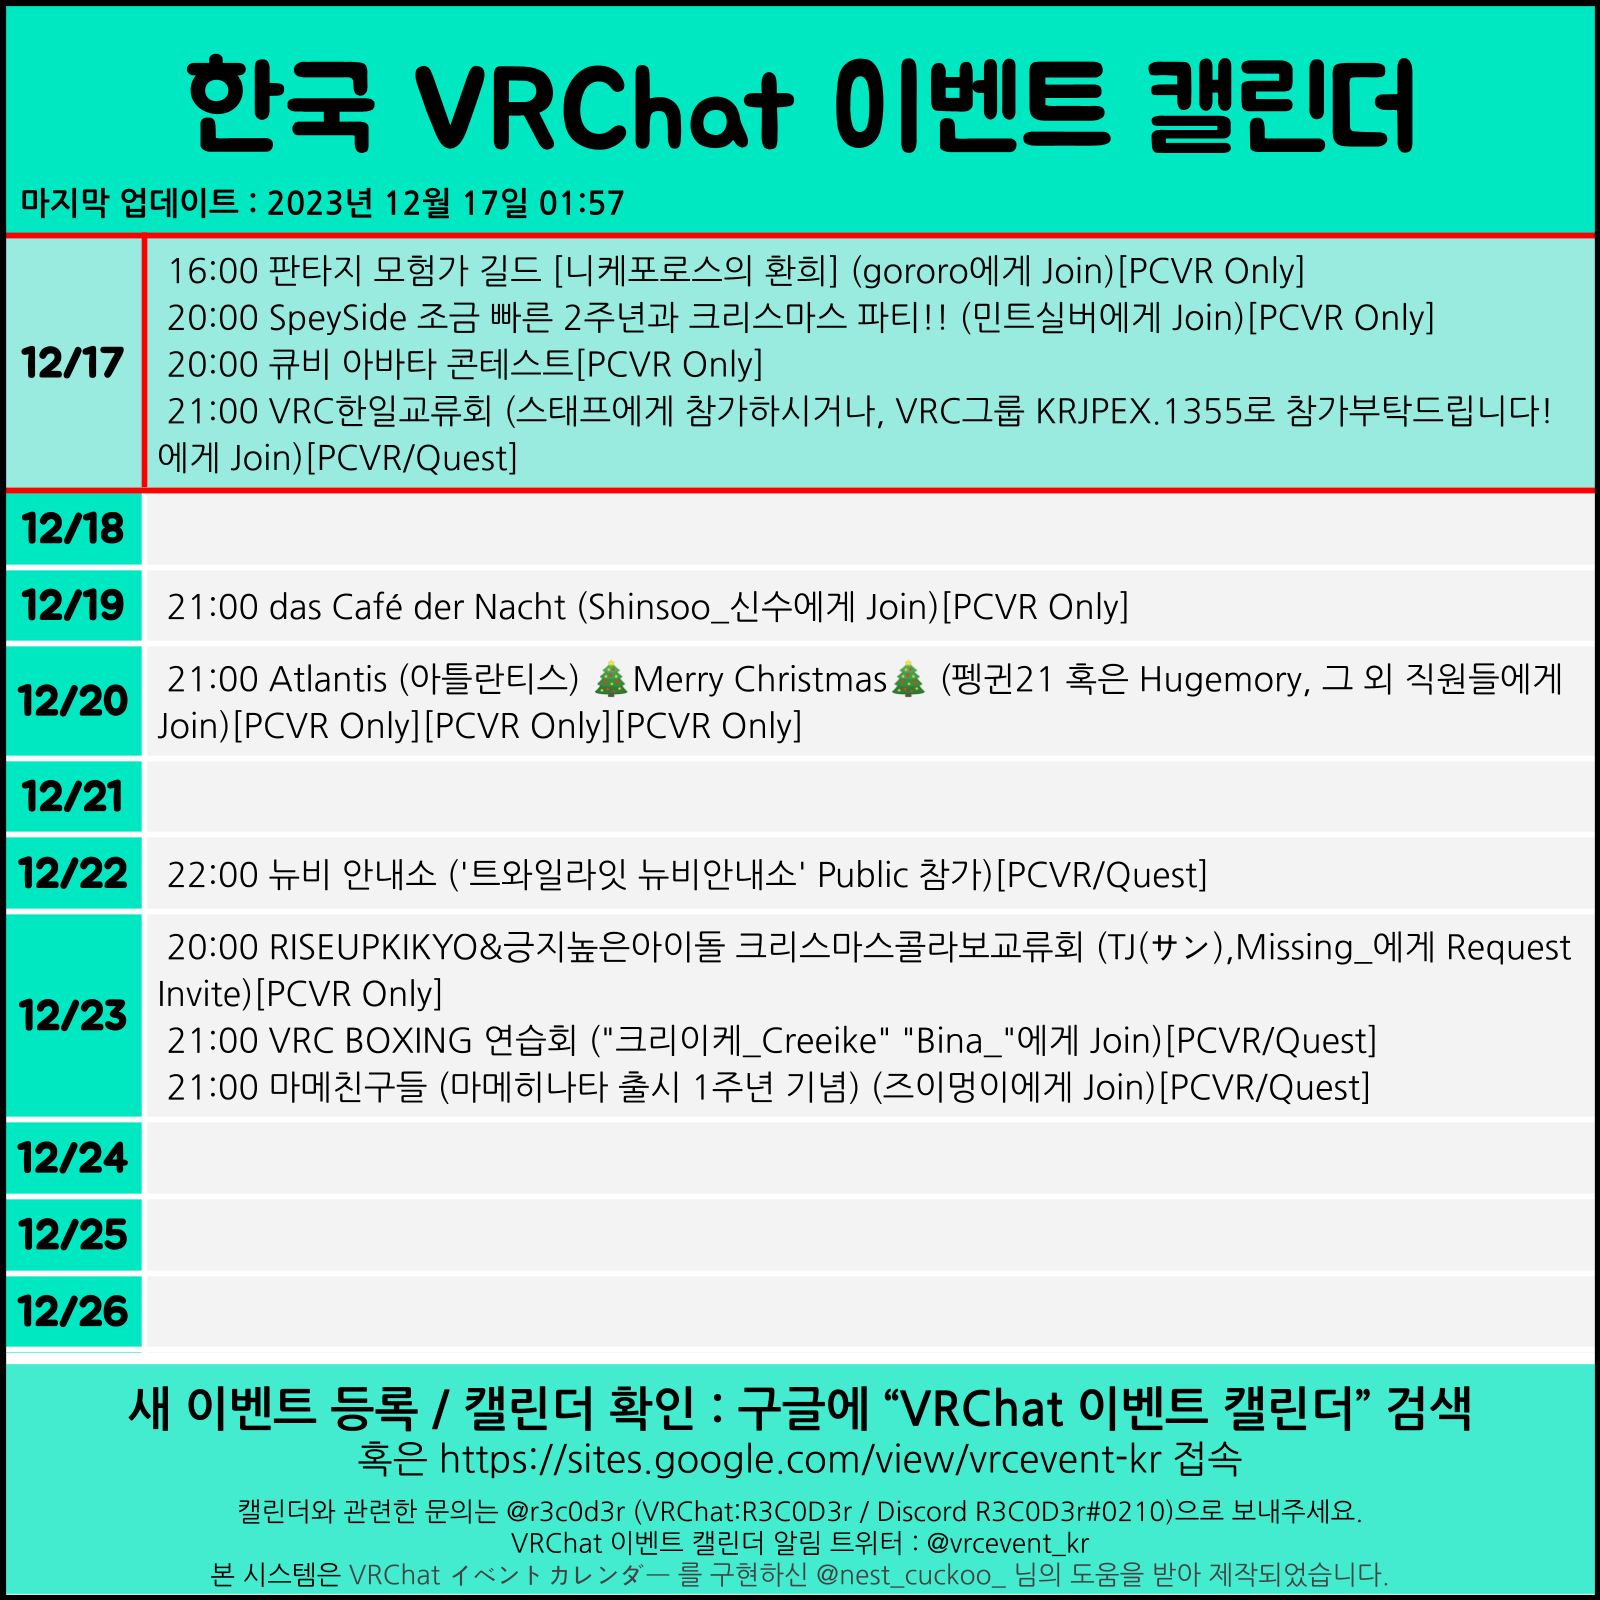 한국 VRChat 이벤트 캘린더
마지막 업데이트 : 2023년 12월 17일 01:57
12/17
16:00 판타지 모험가 길드 [니케포로스의 환희] (gororo에게 Join)[PCVR Only]
20:00 SpeySide 조금 빠른 2주년과 크리스마스 파티!! (민트실버에게 Join)[PCVR Only]
20:00 큐비 아바타 콘테스트[PCVR Only]
21:00 VRC한일교류회 (스태프에게 참가하시거나, VRC그룹 KRJPEX.1355로 참가부탁드립니다!
에게 Join)[PCVR/Quest]
12/18
12/19
21:00 das Café der Nacht (Shinsoo_신수에게 Join)[PCVR Only]
12/20
21:00 Atlantis (아틀란티스) 🎄Merry Christmas🎄 (펭귄21 혹은 Hugemory, 그 외 직원들에게
Join)[PCVR Only][PCVR Only][PCVR Only]
12/21
12/22
22:00 뉴비 안내소 ('트와일라잇 뉴비안내소' Public 참가)[PCVR/Quest]
12/23
20:00 RISEUPKIKYO&긍지높은아이돌 크리스마스콜라보교류회 (TJ(サン),Missing_에게 Request
Invite)[PCVR Only]
21:00 VRC BOXING 연습회 ("크리이케_Creeike" "Bina_"에게 Join)[PCVR/Quest]
21:00 마메친구들 (마메히나타 출시 1주년 기념) (즈이멍이에게 Join)[PCVR/Quest]
12/24
12/25
12/26
새 이벤트 등록 / 캘린더 확인 : 구글에 “VRChat 이벤트 캘린더” 검색
혹은 https://sites.google.com/view/vrcevent-kr 접속
캘린더와 관련한 문의는 @r3c0d3r (VRChat:R3C0D3r / Discord R3C0D3r#0210)으로 보내주세요.
VRChat 이벤트 캘린더 알림 트위터 : @vrcevent_kr
본 시스템은 VRChat イベントカレンダー 를 구현하신 @nest_cuckoo_ 님의 도움을 받아 제작되었습니다.